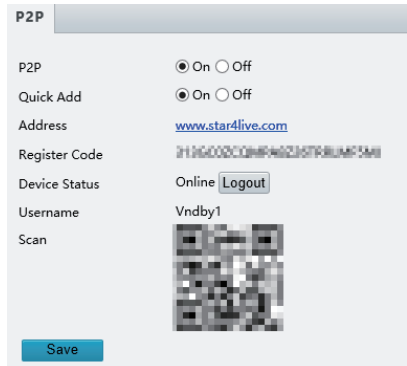 P2P
P2P On Off
Quick Add On Off
Address www.star4live.com
Register Code
Device Status Online Logout
Username Vndby1
Scan
Save